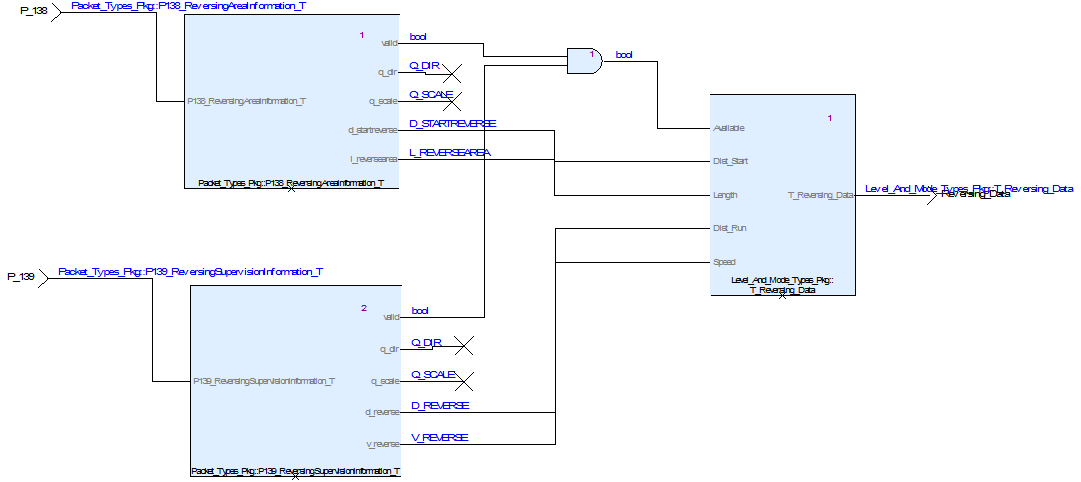 P_138
Packet_Types_Pkg::P138_ReversingAreaInformation_T
1
valid
bool
q_dir
Q_DIR
q_scale
Q_SCALE
P138_ReversingAreaInformation_T
d_startreverse
D_STARTREVERSE
l_reversearea
L_REVERSEAREA
Packet_Types_Pkg::P138_ReversingAreaInformation_T
1
bool
1
Available
Dist_Start
Length
T_Reversing_Data
Dist_Run
Speed
Level_And_Mode_Types_Pkg::
T_Reversing_Data
Level_And_Mode_Types_Pkg::T_Reversing_Data
Reversing_Data
P_139
Packet_Types_Pkg::P139_ReversingSupervisionInformation_T
2
valid
bool
q_dir
Q_DIR
q_scale
Q_SCALE
P139_ReversingSupervisionInformation_T
d_reverse
D_REVERSE
v_reverse
V_REVERSE
Packet_Types_Pkg::P139_ReversingSupervisionInformation_T